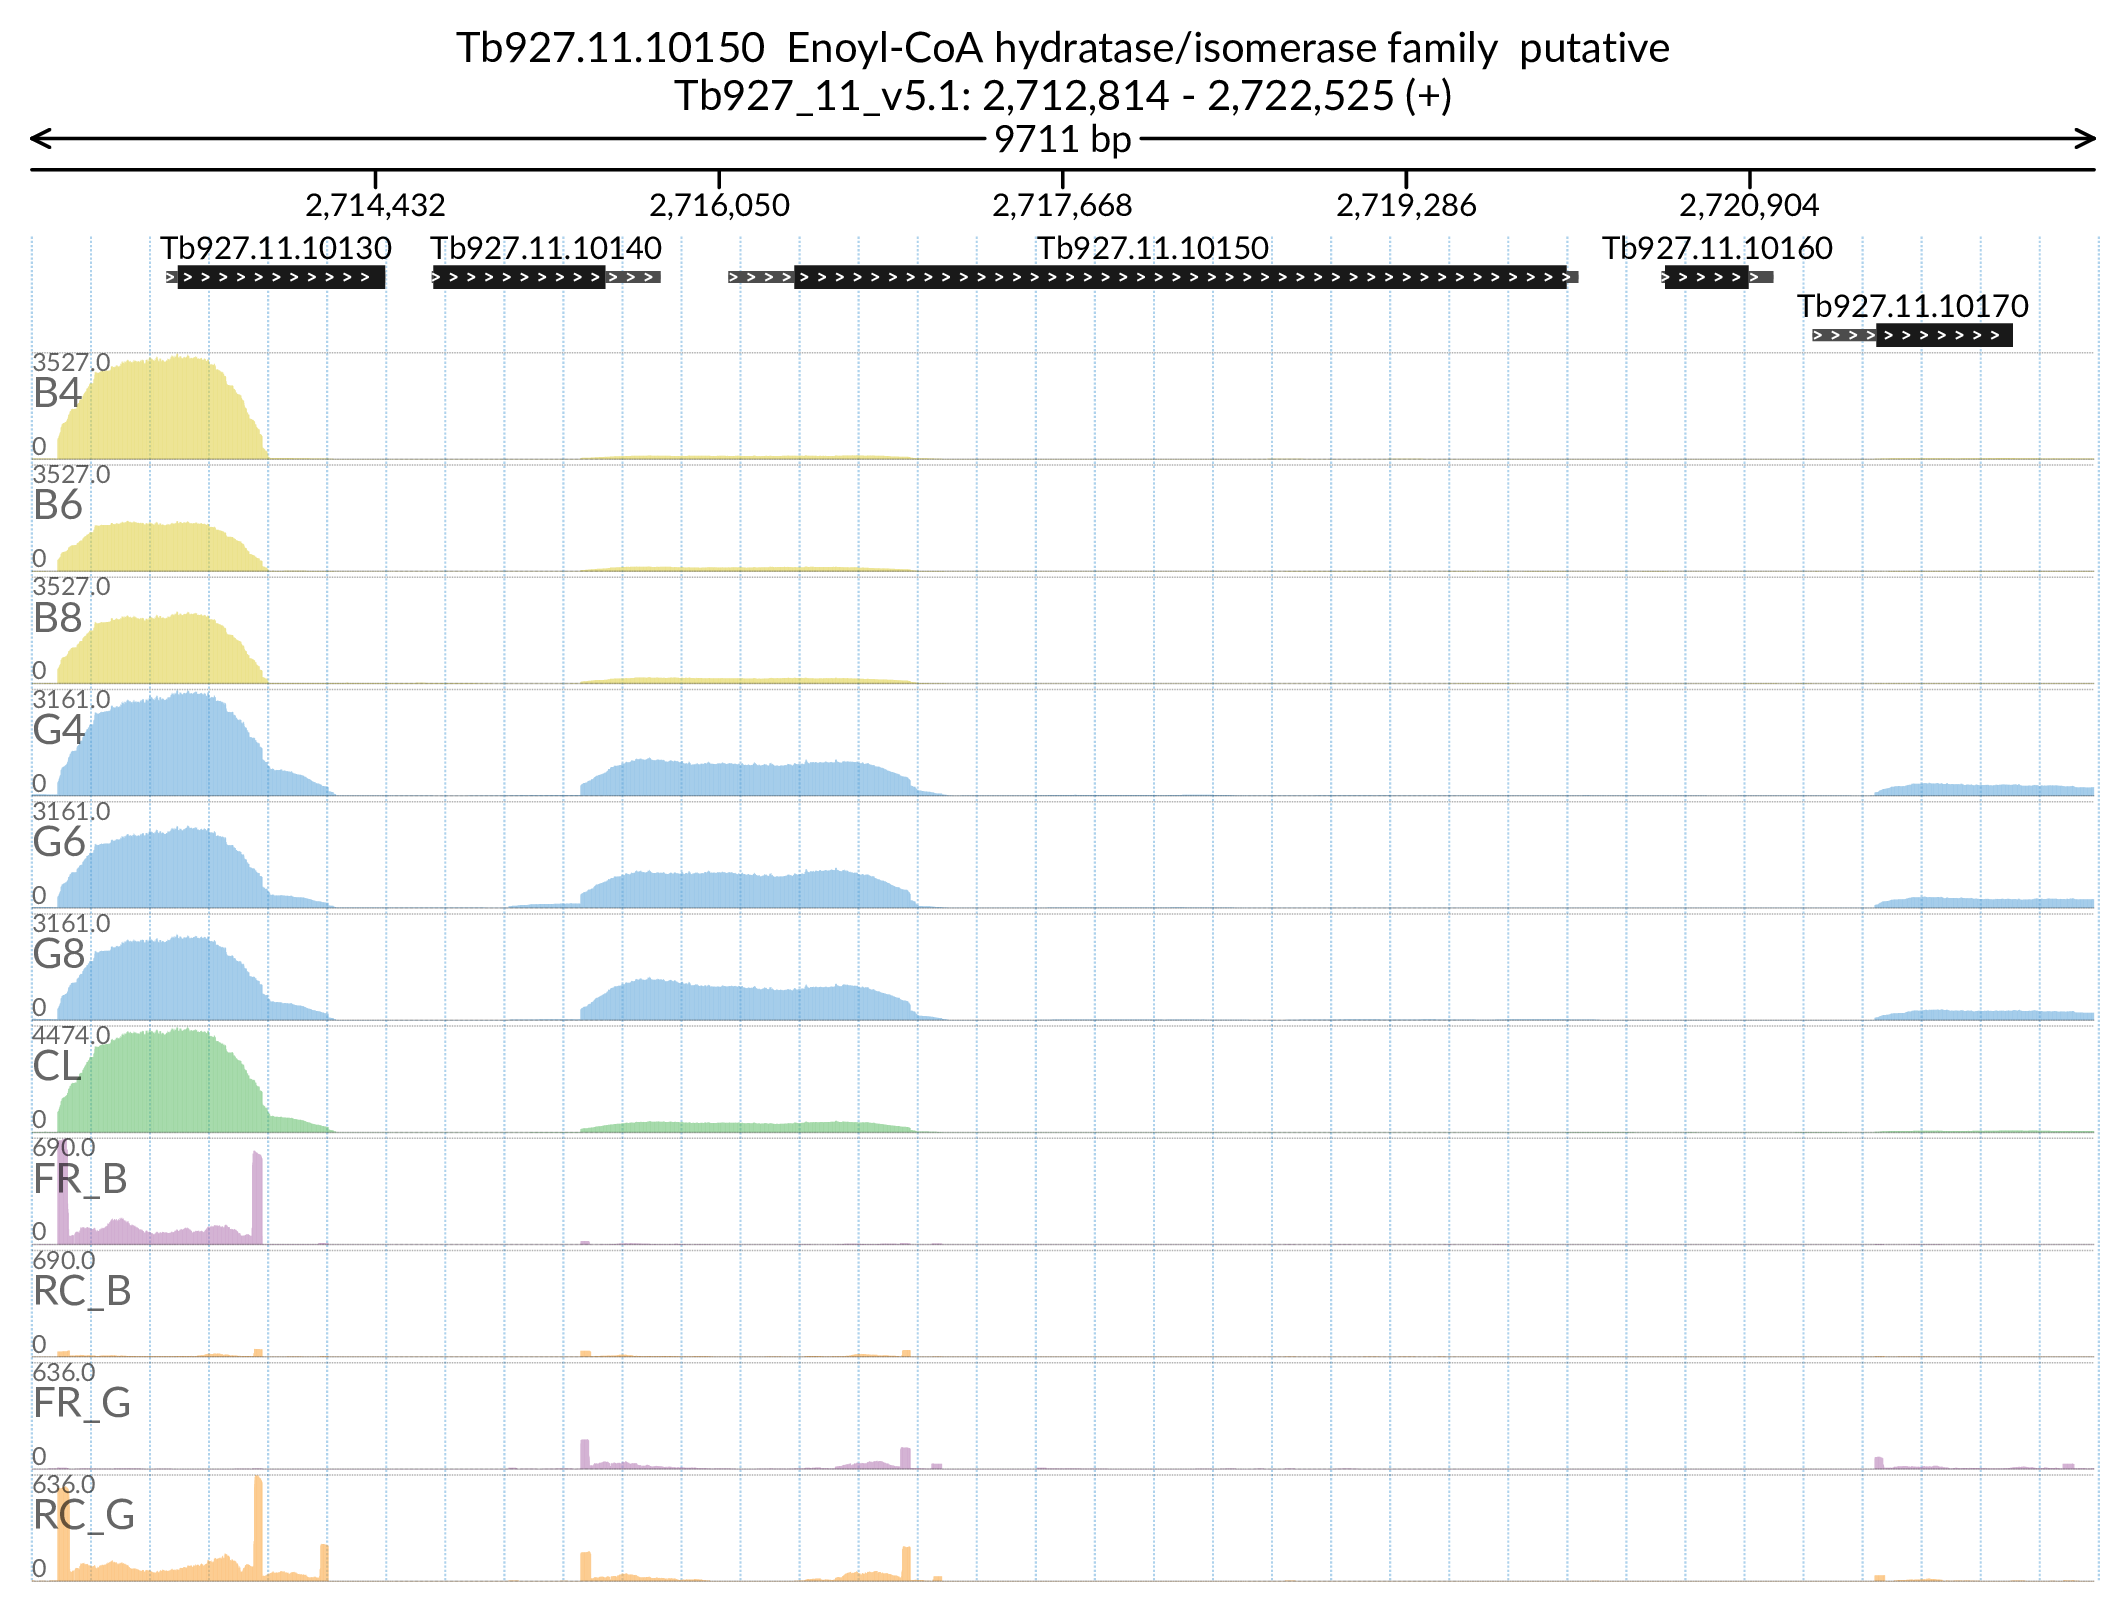 Tb927.11.10150  Enoyl-CoA hydratase/isomerase family  putative
Tb927_11_v5.1: 2,712,814 - 2,722,525 (+)
9711 bp
2,714,432 2,716,050 2,717,668 2,719,286 2,720,904
Tb927.11.10130 Tb927.11.10140 Tb927.11.10150 Tb927.11.10160
Tb927.11.10170
3527.0
B4
0
3527.0
B6
0
3527.0
B8
0
3161.0
G4
0
3161.0
G6
0
3161.0
G8
0
4474.0
CL
0
690.0
FR_B
0
690.0
RC_B
0
636.0
FR_G
0
636.0
RC_G
0